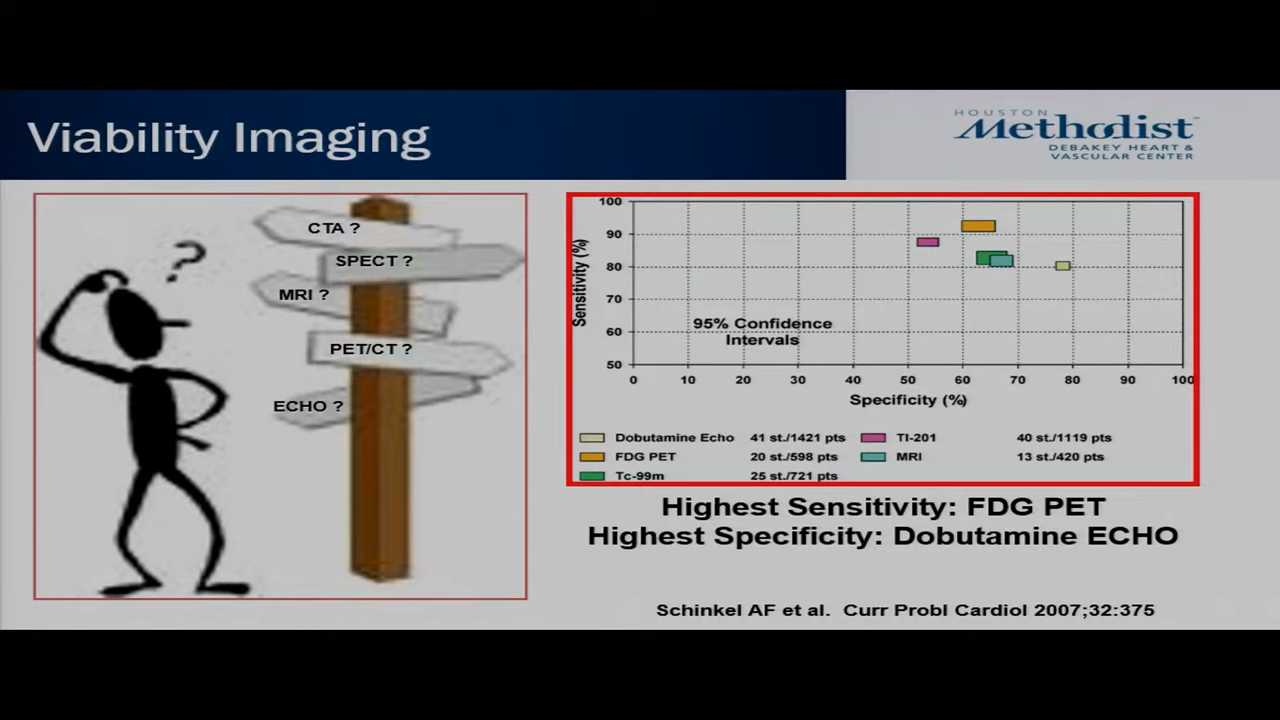 Viability Imaging
HOUSTON
Methodist
DEBAKEY HEART &
VASCULAR CENTER
?
CTA ?
SPECT ?
MRI ?
PET/CT ?
ECHO ?
100
90
80
70
60
50
Sensitivity (%)
95% Confidence
Intervals
0 10 20 30 40 50 60 70 80 90 100
Specificity (%)
Dobutamine Echo 41 st./1421 pts TI-201 40 st./1119 pts
FDG PET 20 st./598 pts MRI 13 st./420 pts
Tc-99m 25 st./721 pts
Highest Sensitivity: FDG PET
Highest Specificity: Dobutamine ECHO
Schinkel AF et al. Curr Probl Cardiol 2007;32:375